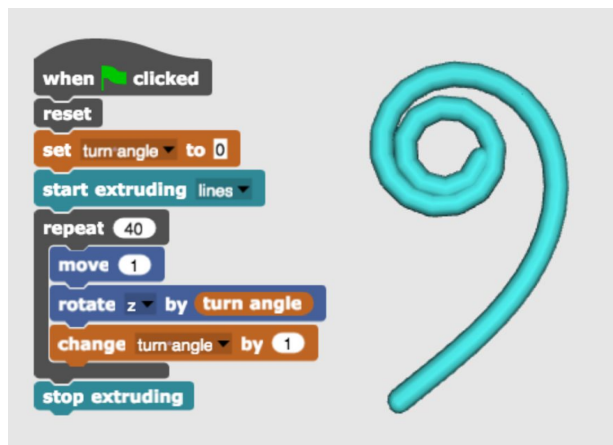 when clicked
reset
set turn angle to 0
start extruding lines
repeat 40
move 1
rotate z by turn angle
change turn angle by 1
stop extruding